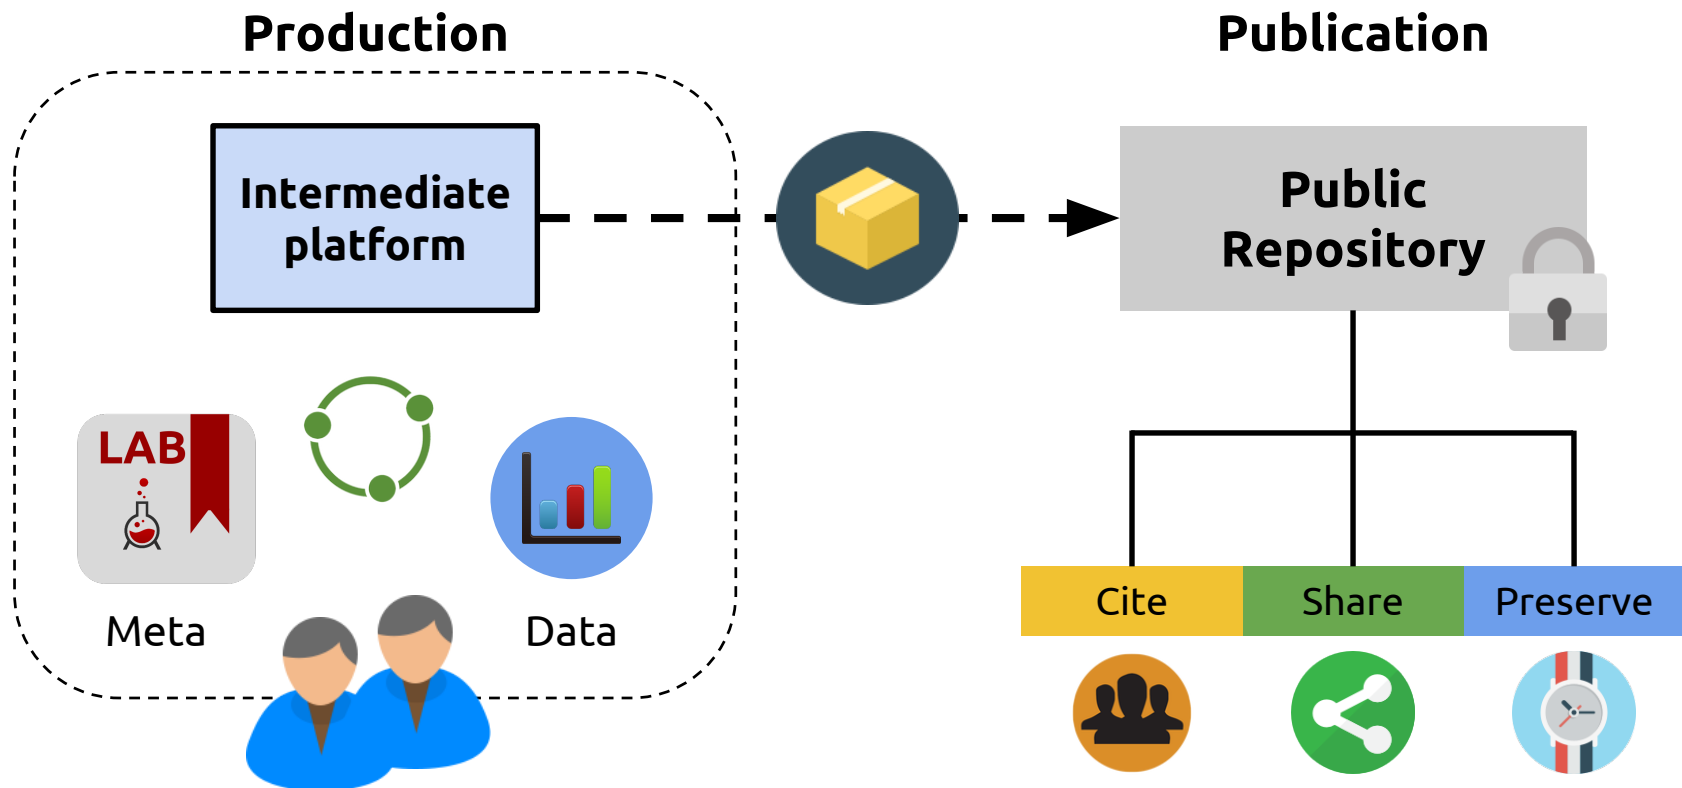 Production
Publication
Intermediate
platform
Public
Repository
LAB
Meta
Data
Cite
Share
Preserve